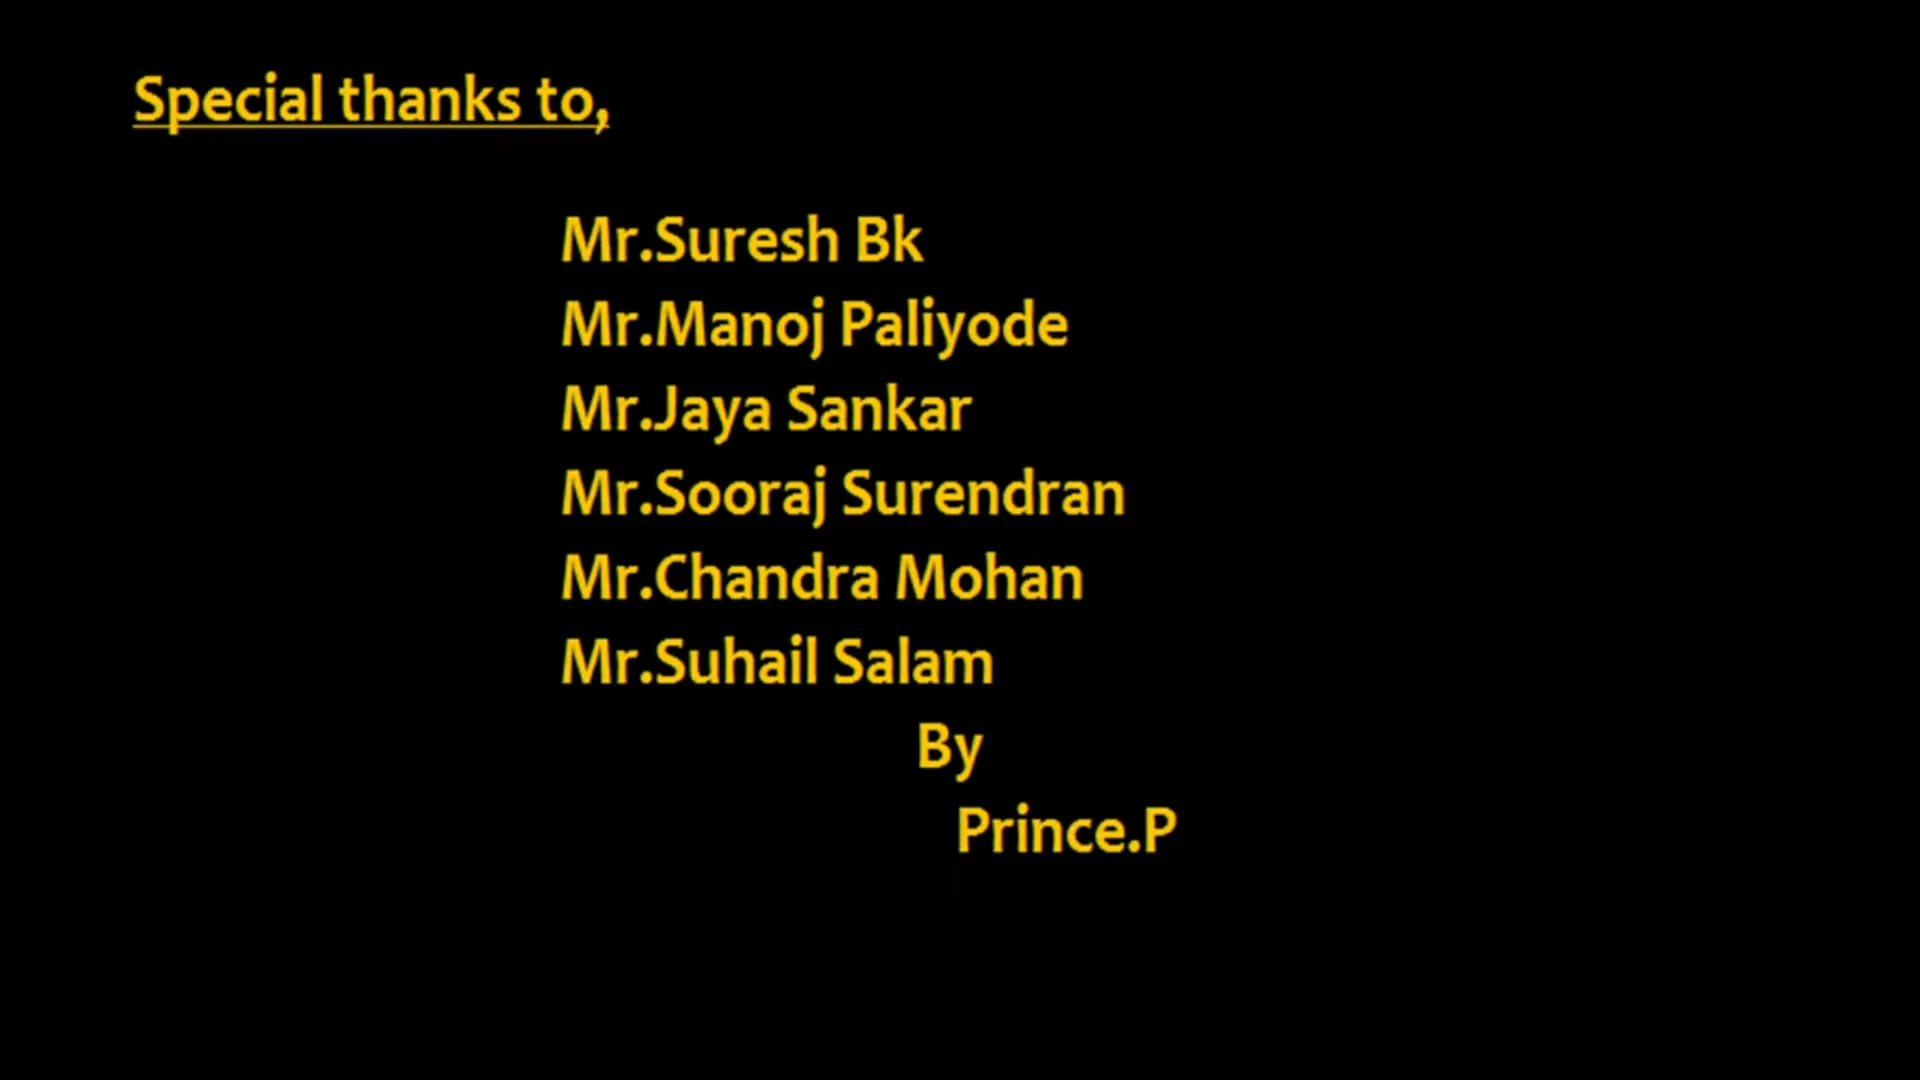 Special thanks to,
Mr.Suresh Bk
Mr.Manoj Paliyode
Mr.Jaya Sankar
Mr.Sooraj Surendran
Mr.Chandra Mohan
Mr.Suhail Salam
By
Prince.P